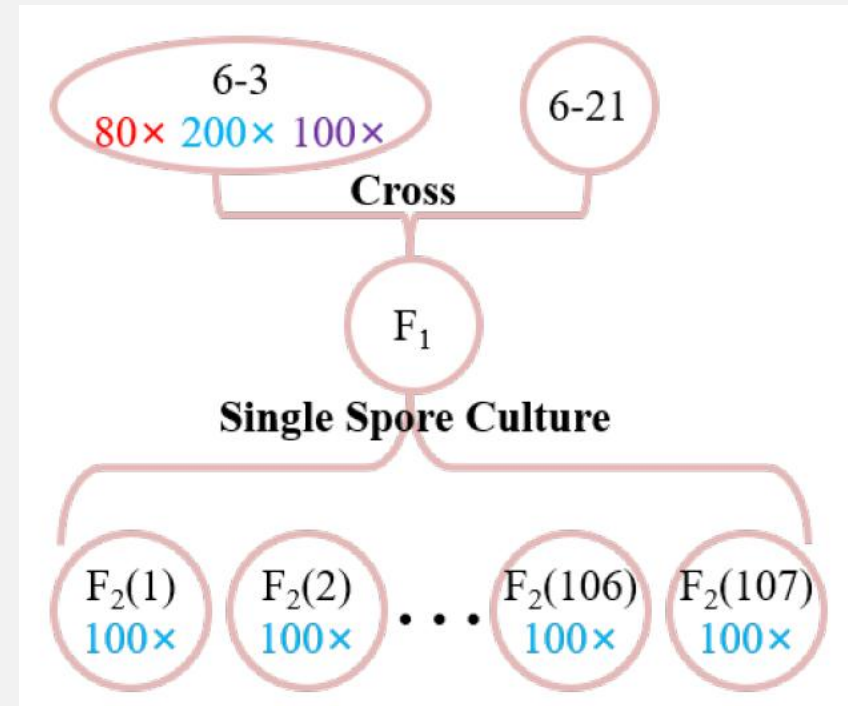 6-3
80× 200× 100×
6-21
Cross
F₁
Single Spore Culture
F₂(1)
100×
F₂(2)
100×
...
F₂(106)
100×
F₂(107)
100×